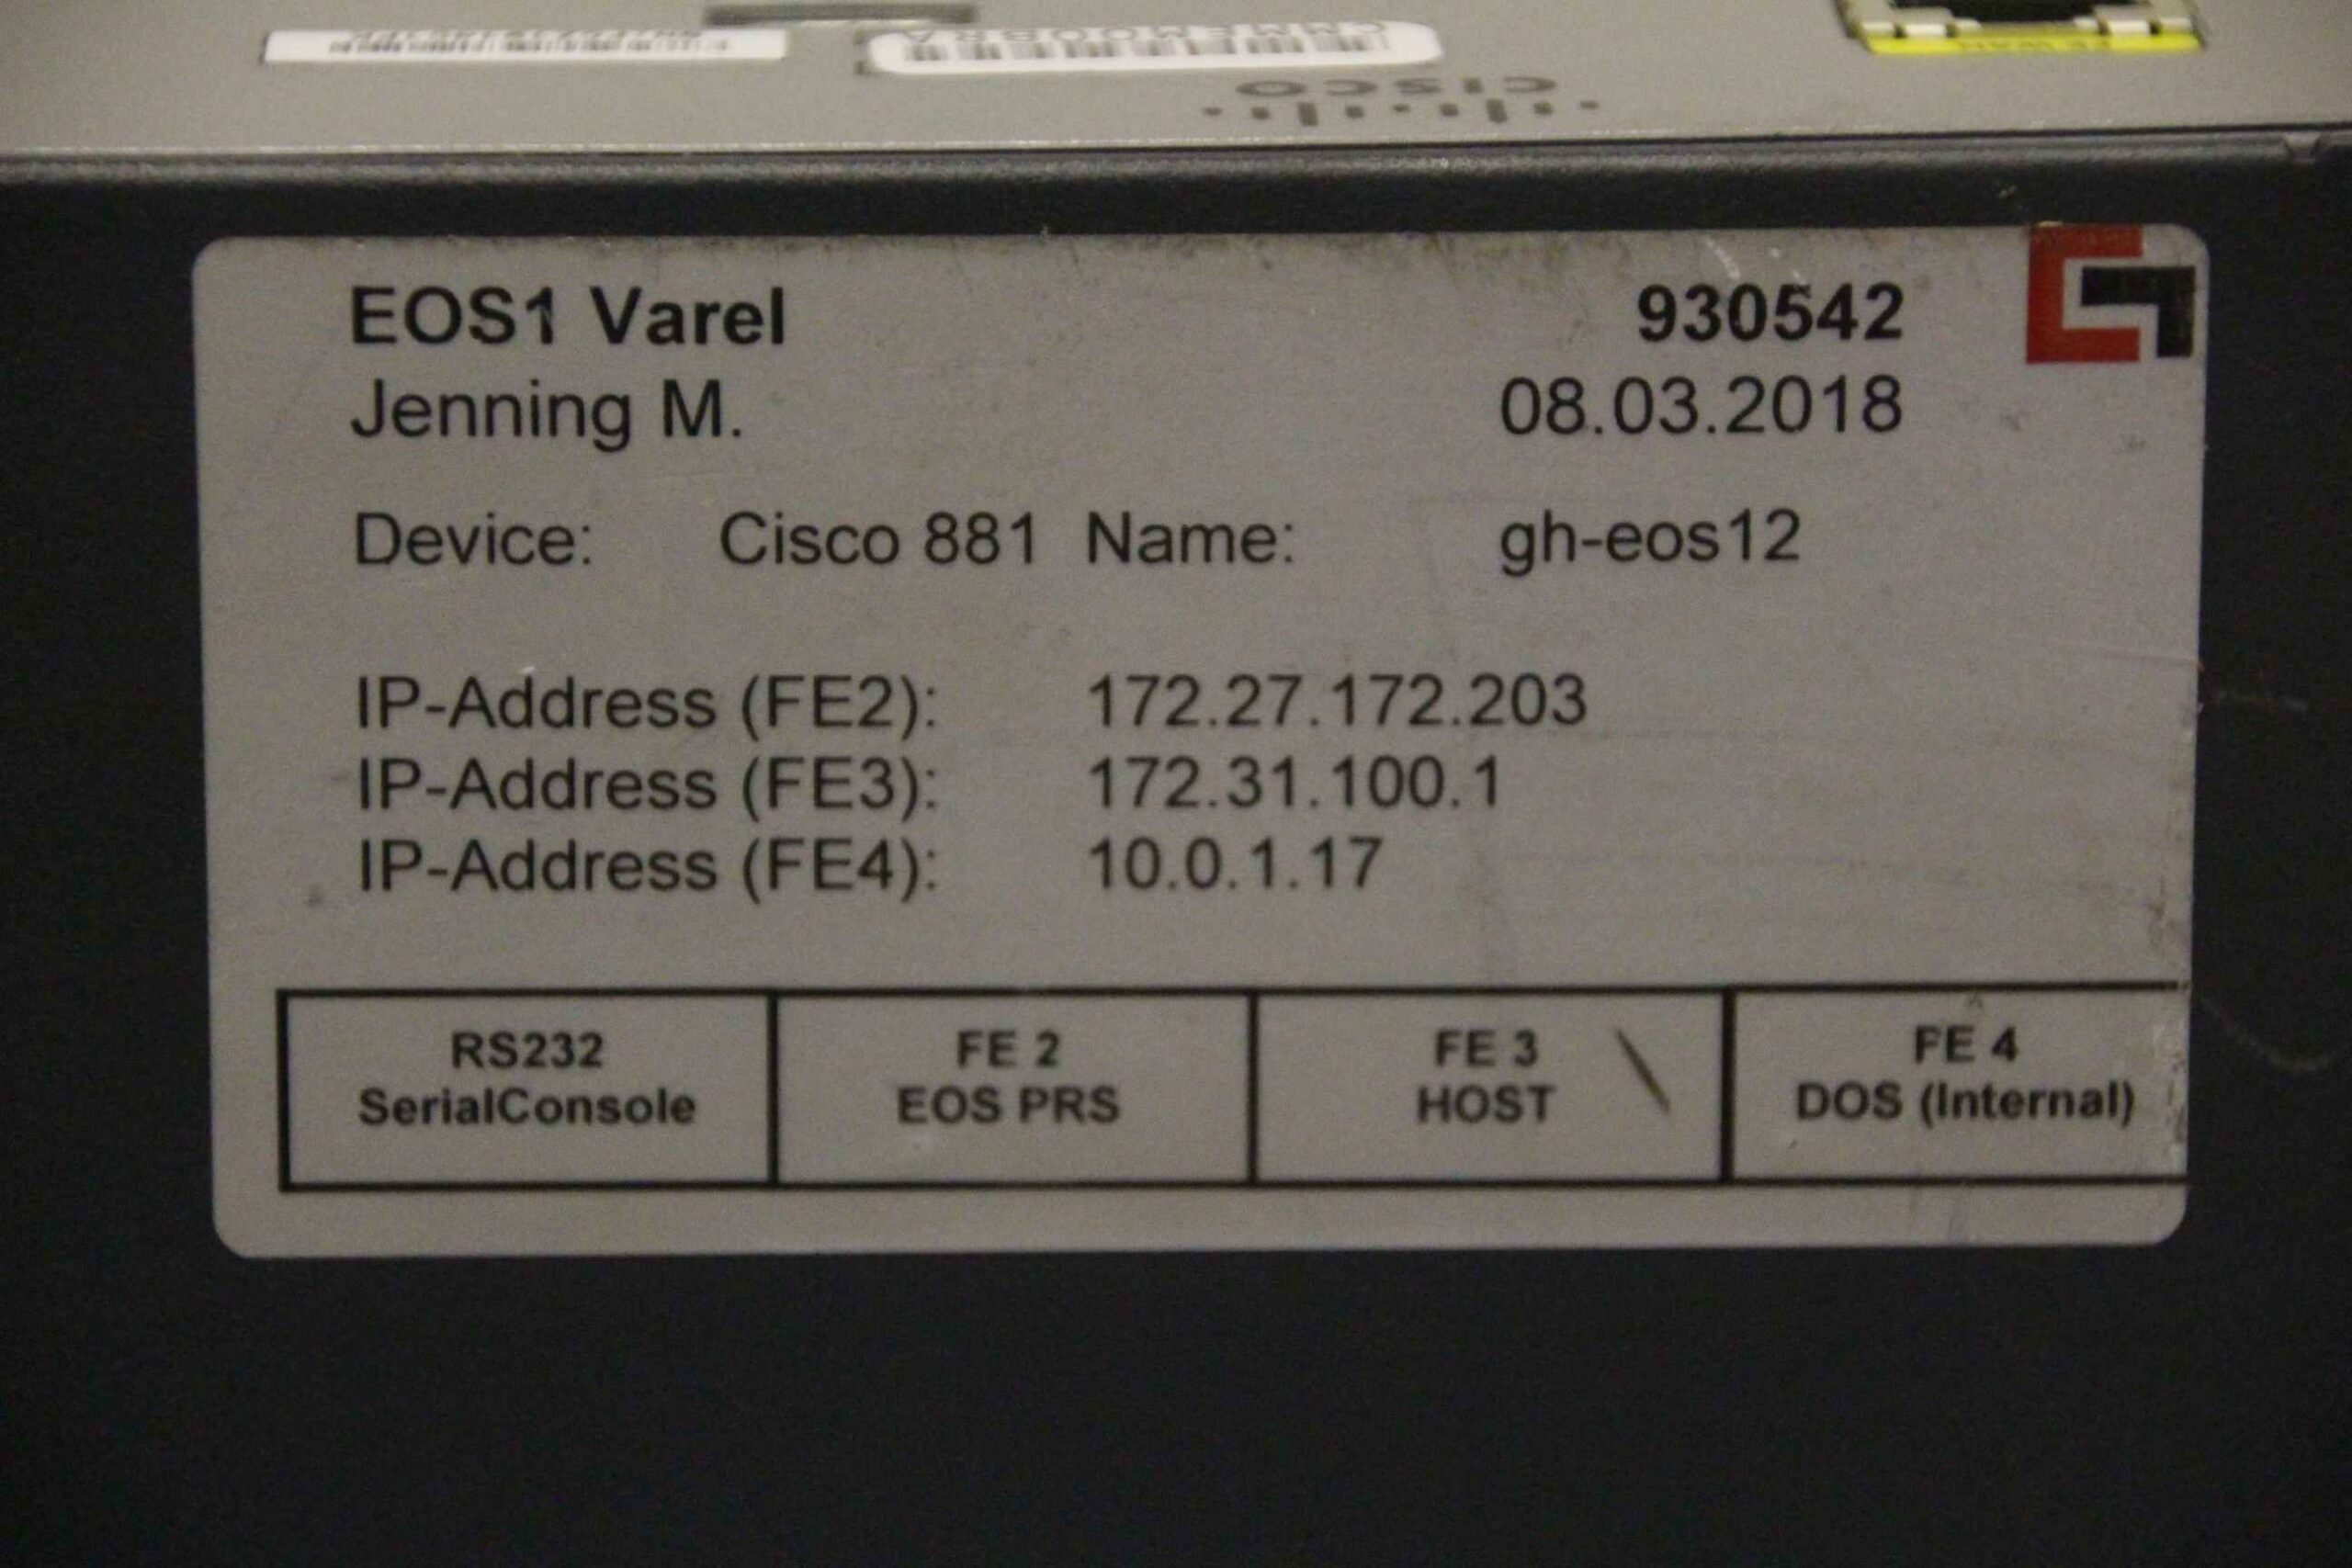 CISCO
EOS1 Varel 930542
Jenning M. 08.03.2018
Device: Cisco 881 Name: gh-eos12
IP-Address (FE2): 172.27.172.203
IP-Address (FE3): 172.31.100.1
IP-Address (FE4): 10.0.1.17
RS232 FE 2 FE 3 FE 4
SerialConsole EOS PRS HOST DOS (Internal)